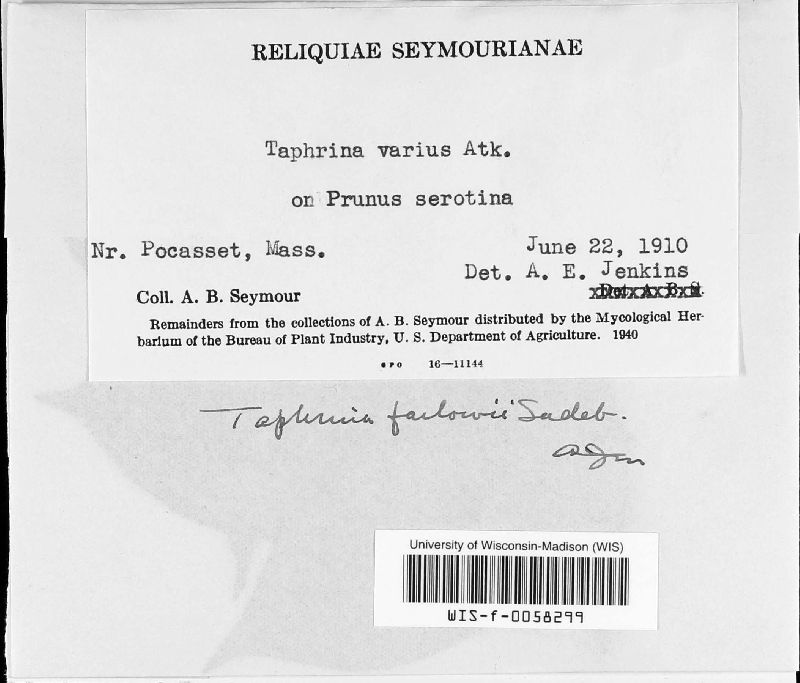 RELIQUIAE SEYMOURIANAE
Taphrina varius Atk.
on Prunus serotina
Nr. Pocasset, Mass.
June 22, 1910
Det. A. E. Jenkins
Coll. A. B. Seymour
Remainders from the collections of A. B. Seymour distributed by the Mycological Her-
barium of the Bureau of Plant Industry, U. S. Department of Agriculture. 1940
GPO 16—11144
Taphrina farlowii Sadeb.
University of Wisconsin-Madison (WIS)
WIS-f-0058299